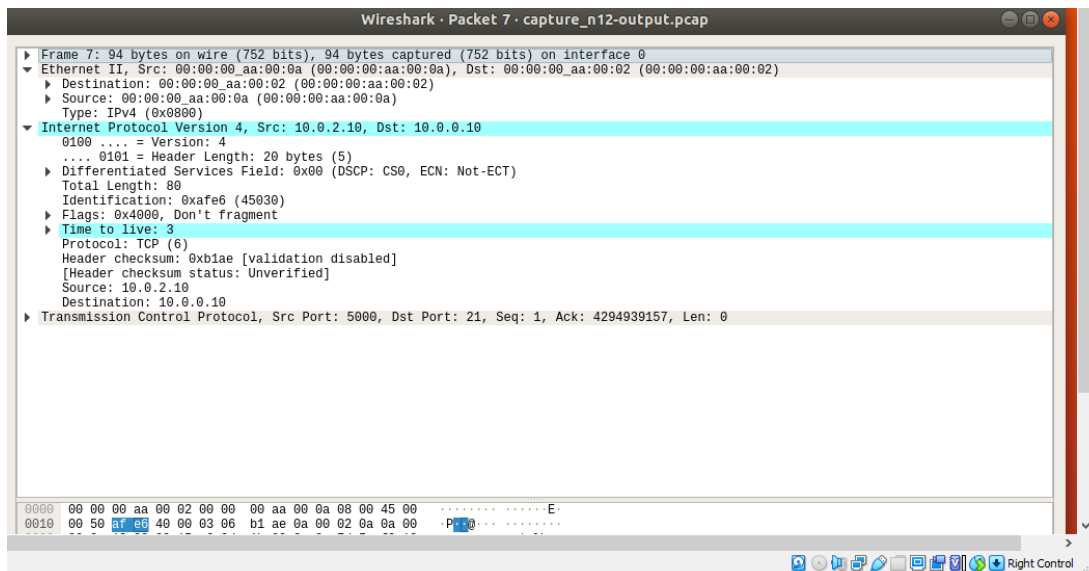 Wireshark · Packet 7 · capture_n12-output.pcap
Frame 7: 94 bytes on wire (752 bits), 94 bytes captured (752 bits) on interface 0
Ethernet II, Src: 00:00:00_aa:00:0a (00:00:00:aa:00:0a), Dst: 00:00:00_aa:00:02 (00:00:00:aa:00:02)
Destination: 00:00:00_aa:00:02 (00:00:00:aa:00:02)
Source: 00:00:00_aa:00:0a (00:00:00:aa:00:0a)
Type: IPv4 (0x0800)
Internet Protocol Version 4, Src: 10.0.2.10, Dst: 10.0.0.10
0100 .... = Version: 4
.... 0101 = Header Length: 20 bytes (5)
Differentiated Services Field: 0x00 (DSCP: CS0, ECN: Not-ECT)
Total Length: 80
Identification: 0xafe6 (45030)
Flags: 0x4000, Don't fragment
Time to live: 3
Protocol: TCP (6)
Header checksum: 0xb1ae [validation disabled]
[Header checksum status: Unverified]
Source: 10.0.2.10
Destination: 10.0.0.10
Transmission Control Protocol, Src Port: 5000, Dst Port: 21, Seq: 1, Ack: 4294939157, Len: 0
0000 00 00 00 aa 00 02 00 00 00 aa 00 0a 08 00 45 00 ········ ······E·
0010 00 50 af e6 40 00 03 06 b1 ae 0a 00 02 0a 0a 00 ·P··@··· ········
Right Control